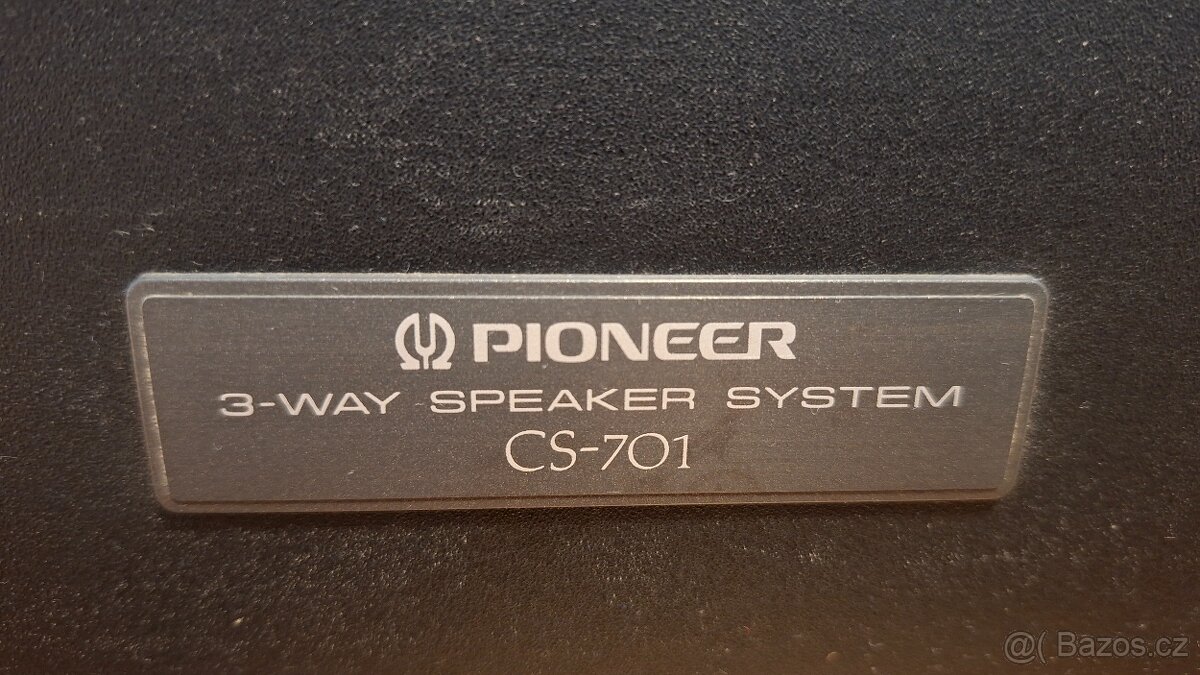 PIONEER
3-WAY SPEAKER SYSTEM
CS-701
@( Bazos.cz